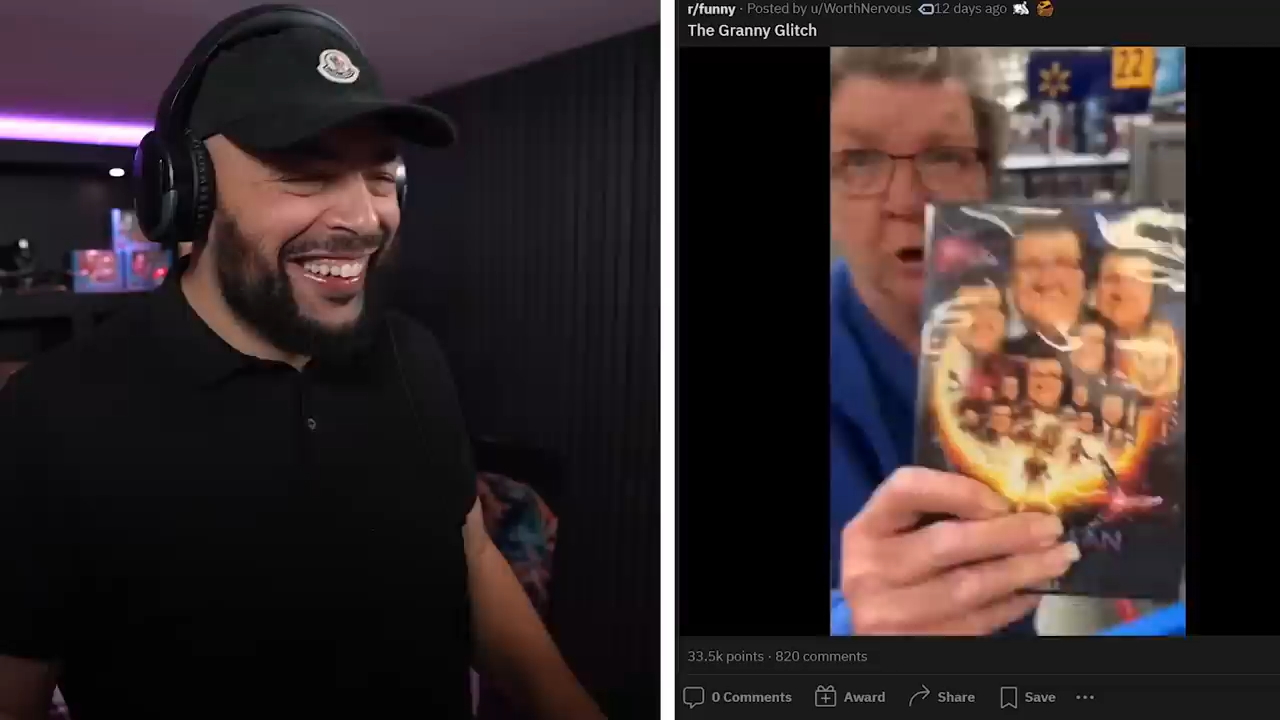 r/funny · Posted by u/WorthNervous 12 days ago
The Granny Glitch
22
33.5k points · 820 comments
0 Comments
Award
Share
Save